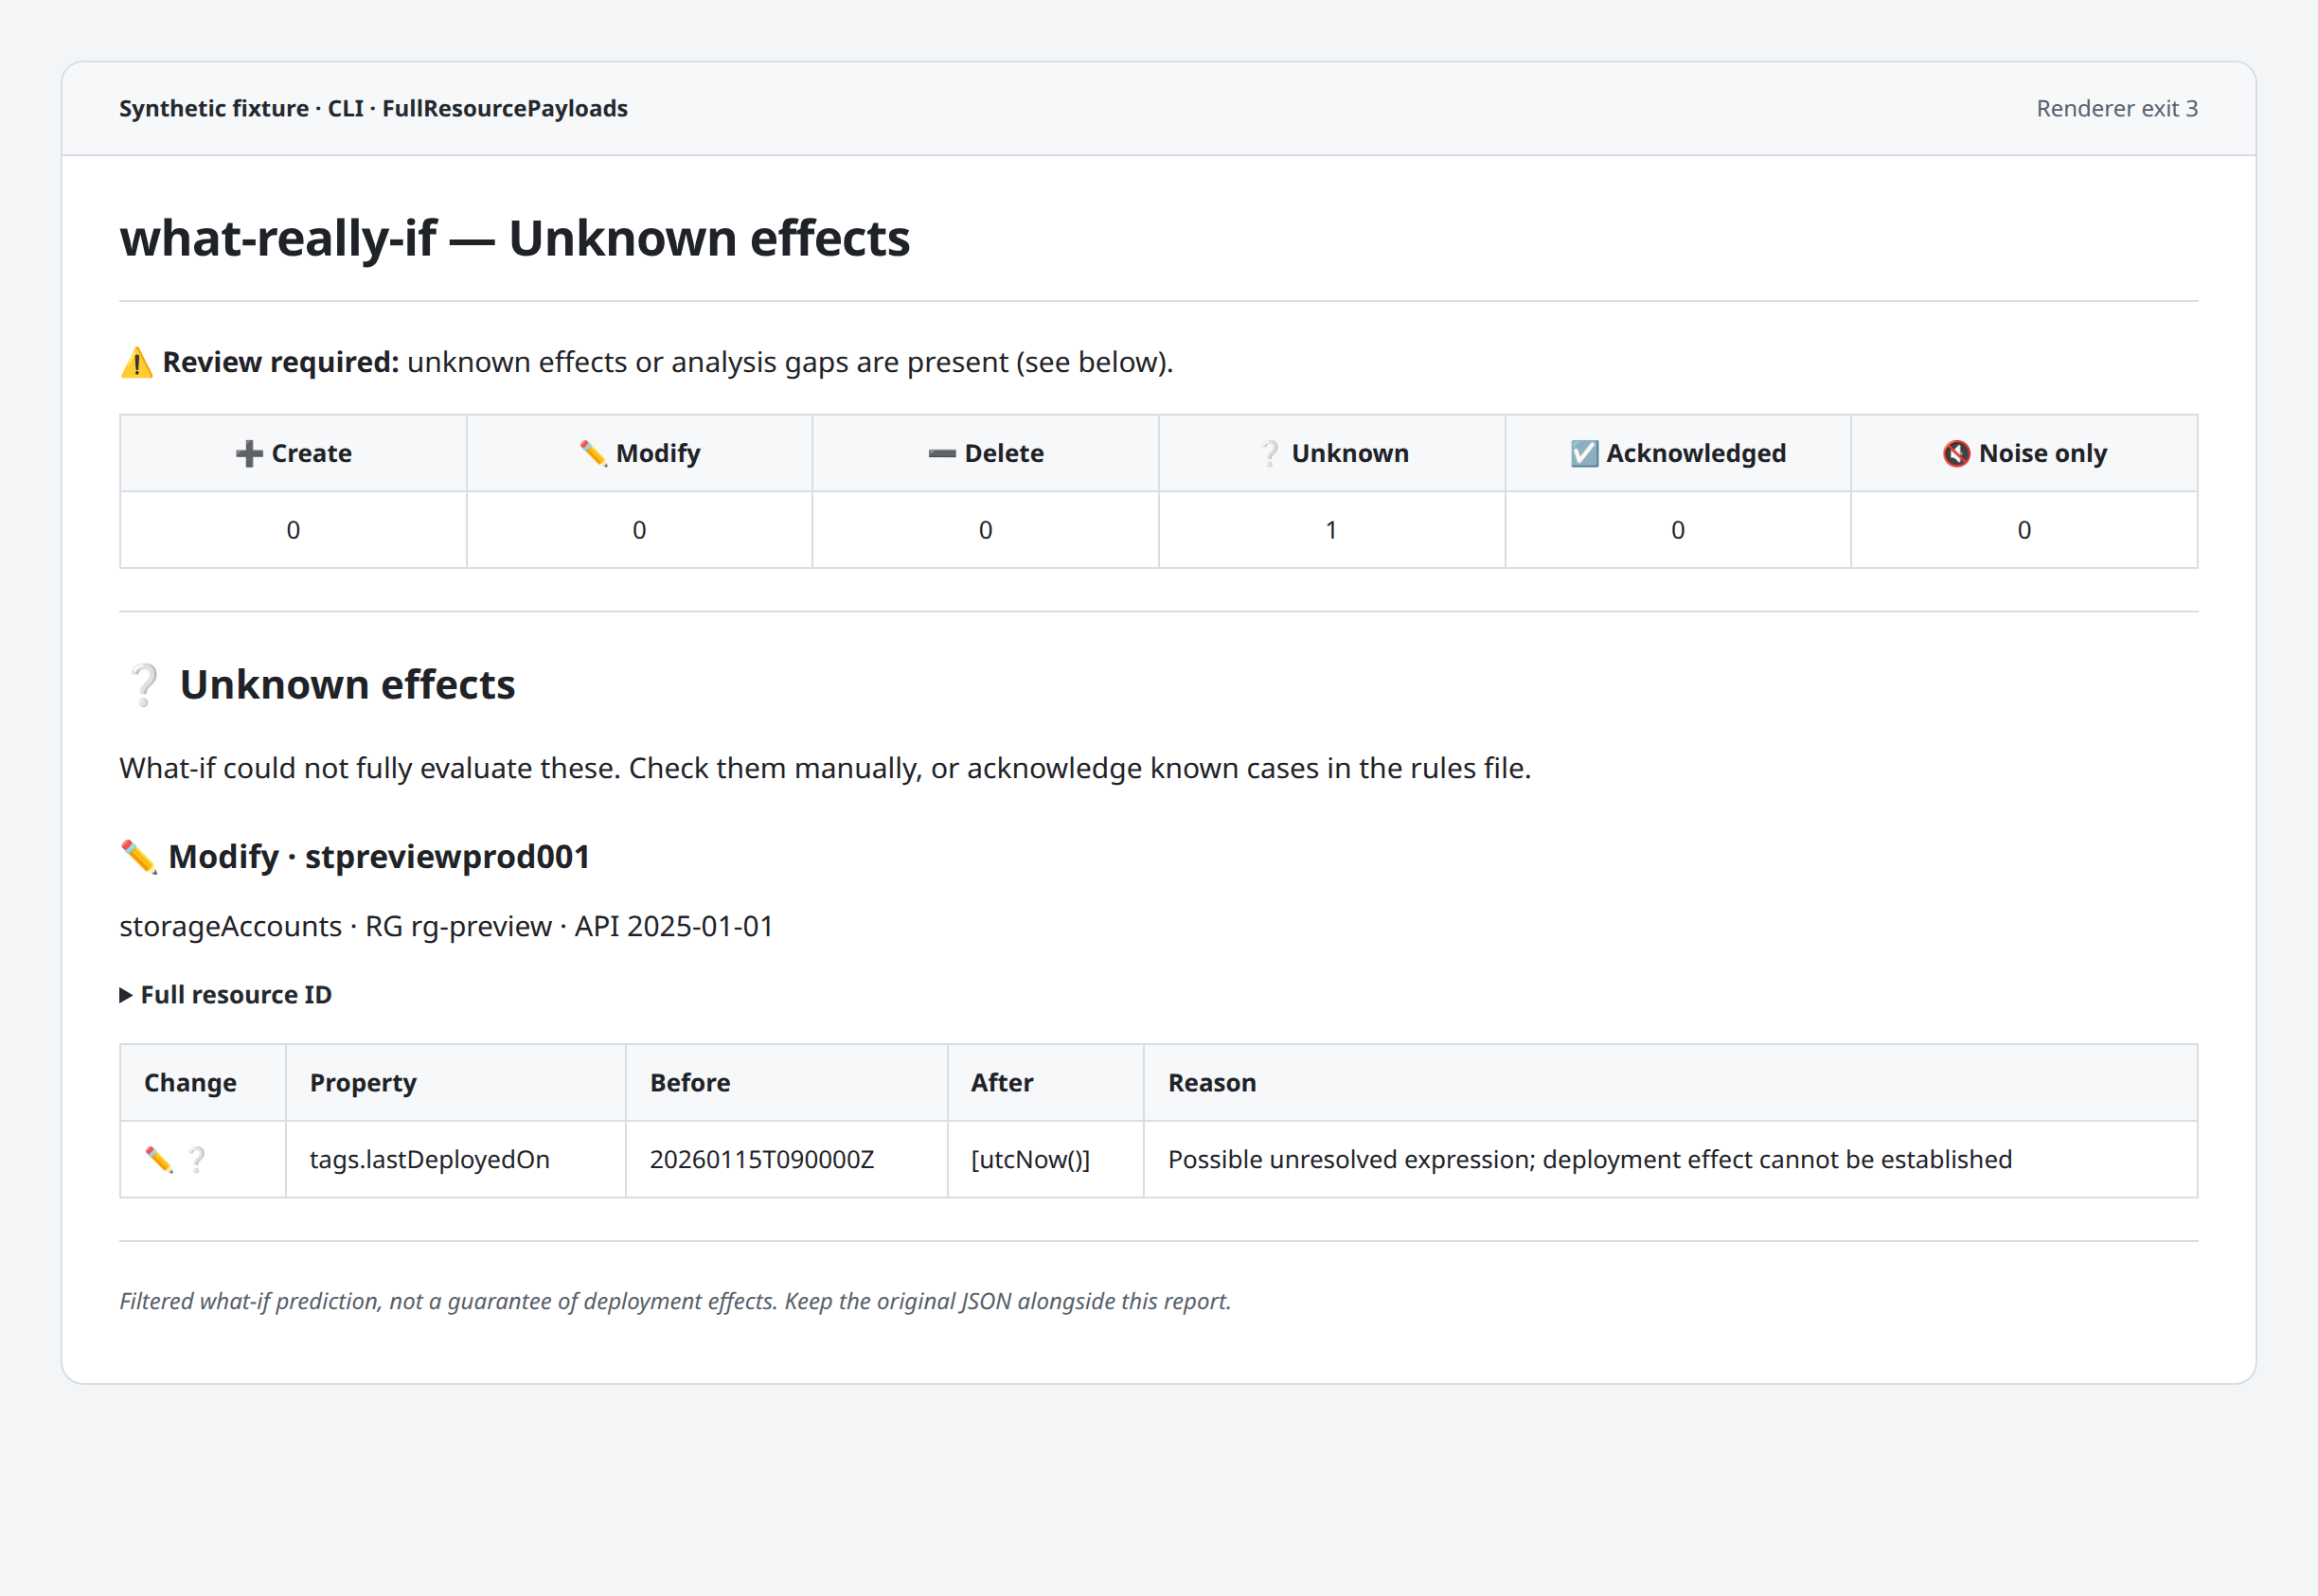 Synthetic fixture · CLI · FullResourcePayloads
Renderer exit 3
what-really-if — Unknown effects
⚠️ Review required: unknown effects or analysis gaps are present (see below).
➕ Create ✏️ Modify ➖ Delete ❔ Unknown ☑️ Acknowledged 🔇 Noise only
0 0 0 1 0 0
❔ Unknown effects
What-if could not fully evaluate these. Check them manually, or acknowledge known cases in the rules file.
✏️ Modify · stpreviewprod001
storageAccounts · RG rg-preview · API 2025-01-01
▶ Full resource ID
Change Property Before After Reason
✏️ ❔ tags.lastDeployedOn 20260115T090000Z [utcNow()] Possible unresolved expression; deployment effect cannot be established
Filtered what-if prediction, not a guarantee of deployment effects. Keep the original JSON alongside this report.